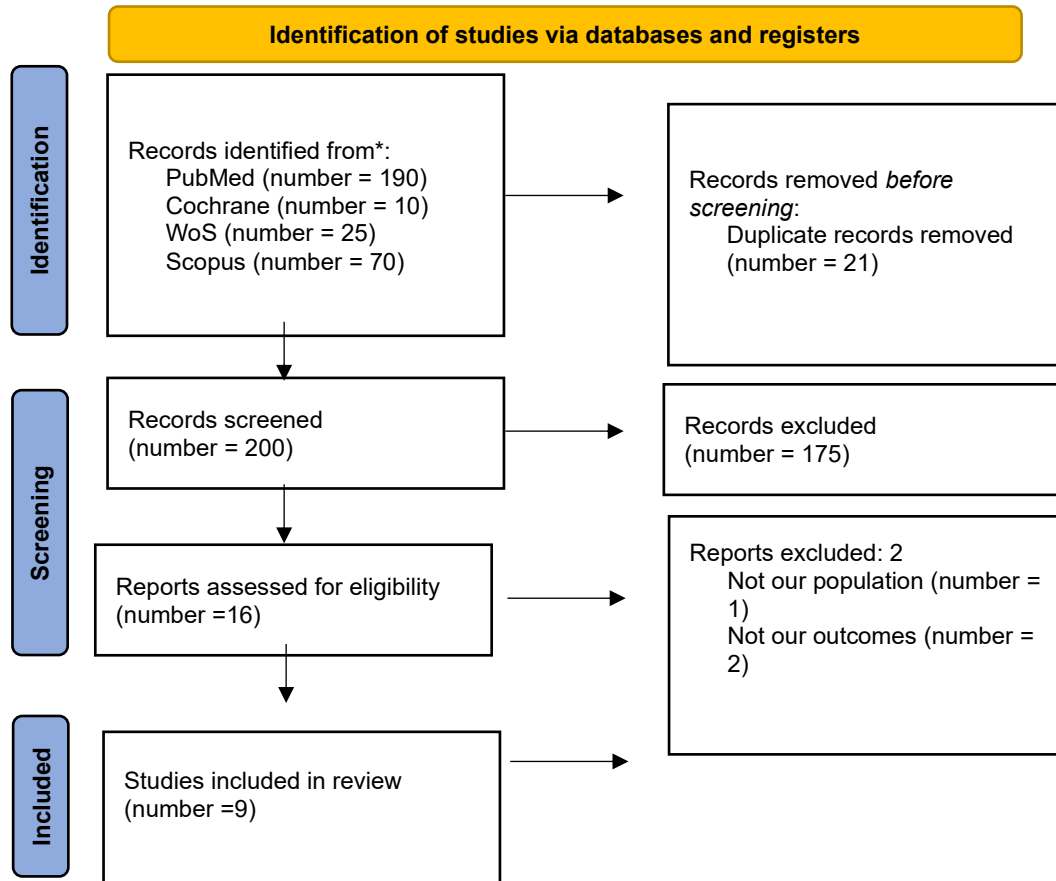 Identification of studies via databases and registers
Identification
Records identified from*:
PubMed (number = 190)
Cochrane (number = 10)
WoS (number = 25)
Scopus (number = 70)
Records removed before
screening:
Duplicate records removed
(number = 21)
Screening
Records screened
(number = 200)
Records excluded
(number = 175)
Reports assessed for eligibility
(number =16)
Reports excluded: 2
Not our population (number =
1)
Not our outcomes (number =
2)
Included
Studies included in review
(number =9)